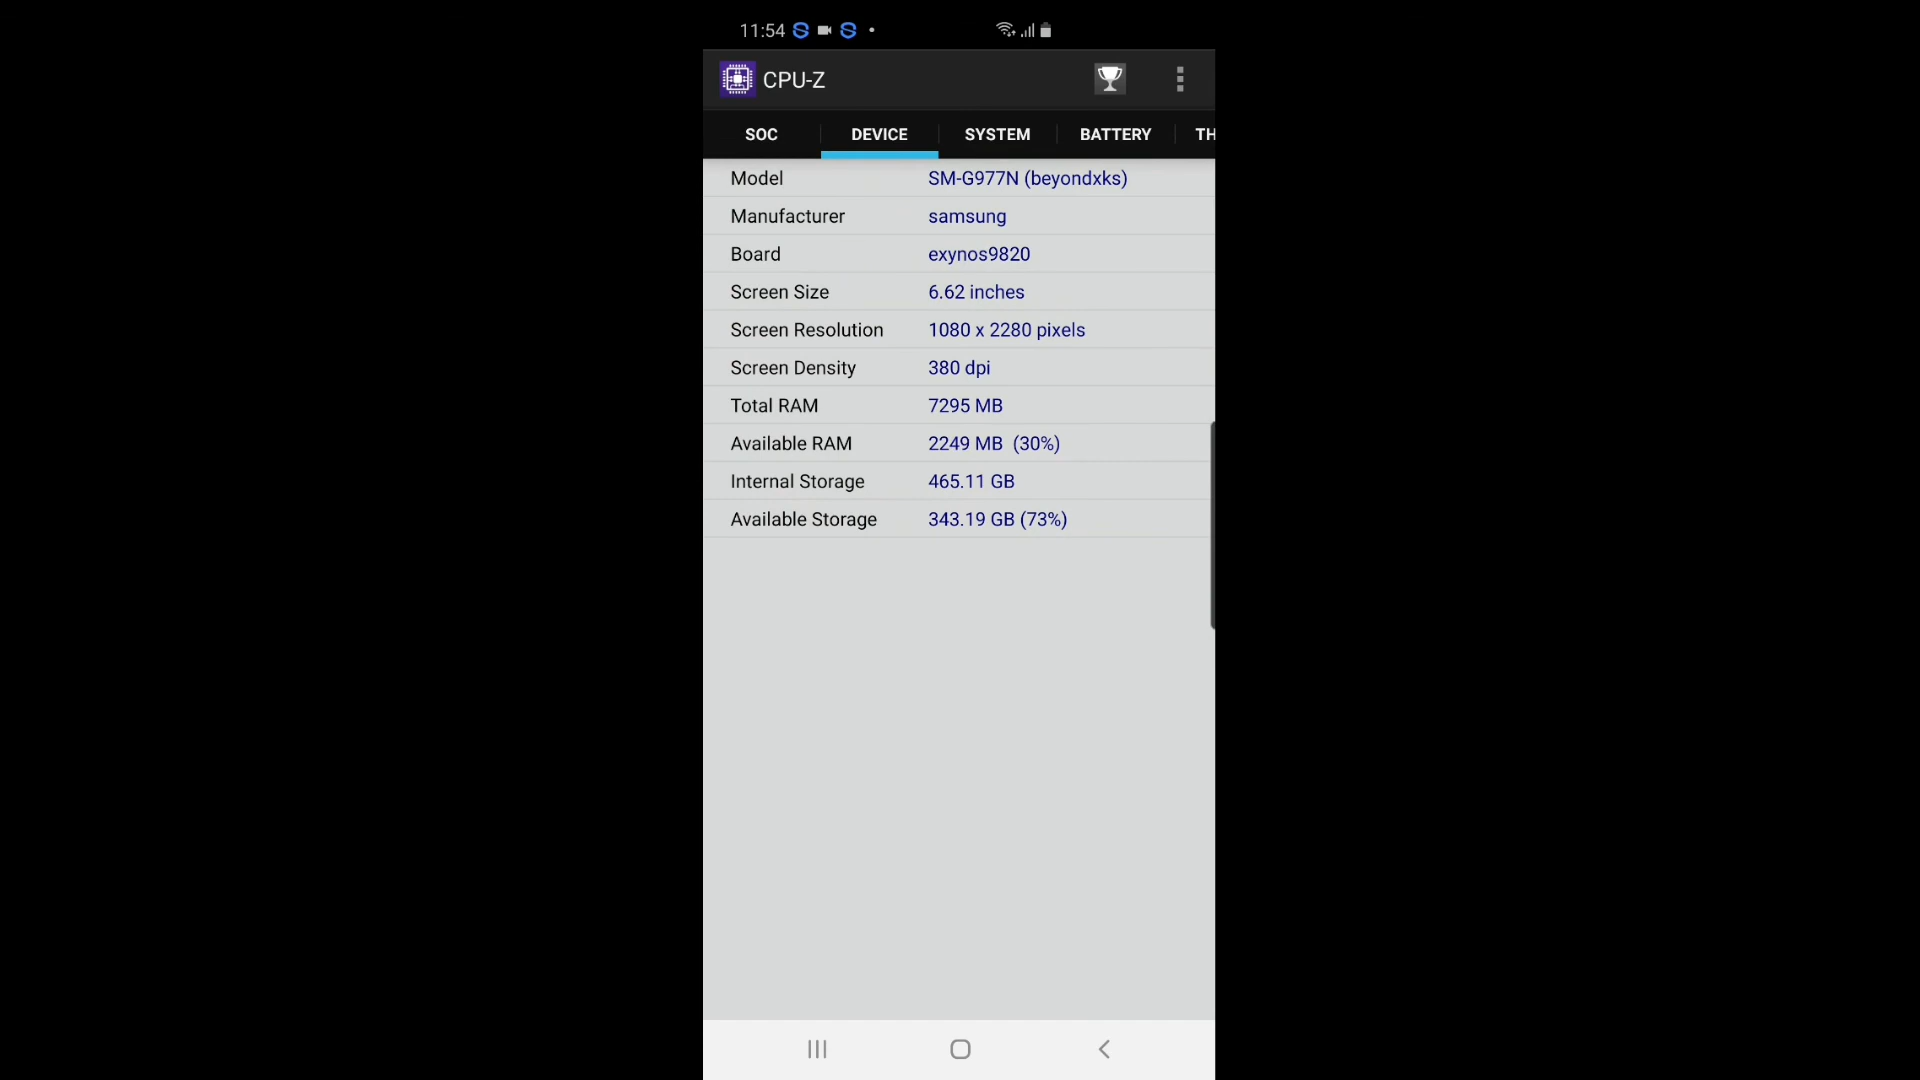 11:54
CPU-Z
SOC DEVICE SYSTEM BATTERY TH
Model SM-G977N (beyondxks)
Manufacturer samsung
Board exynos9820
Screen Size 6.62 inches
Screen Resolution 1080 x 2280 pixels
Screen Density 380 dpi
Total RAM 7295 MB
Available RAM 2249 MB (30%)
Internal Storage 465.11 GB
Available Storage 343.19 GB (73%)